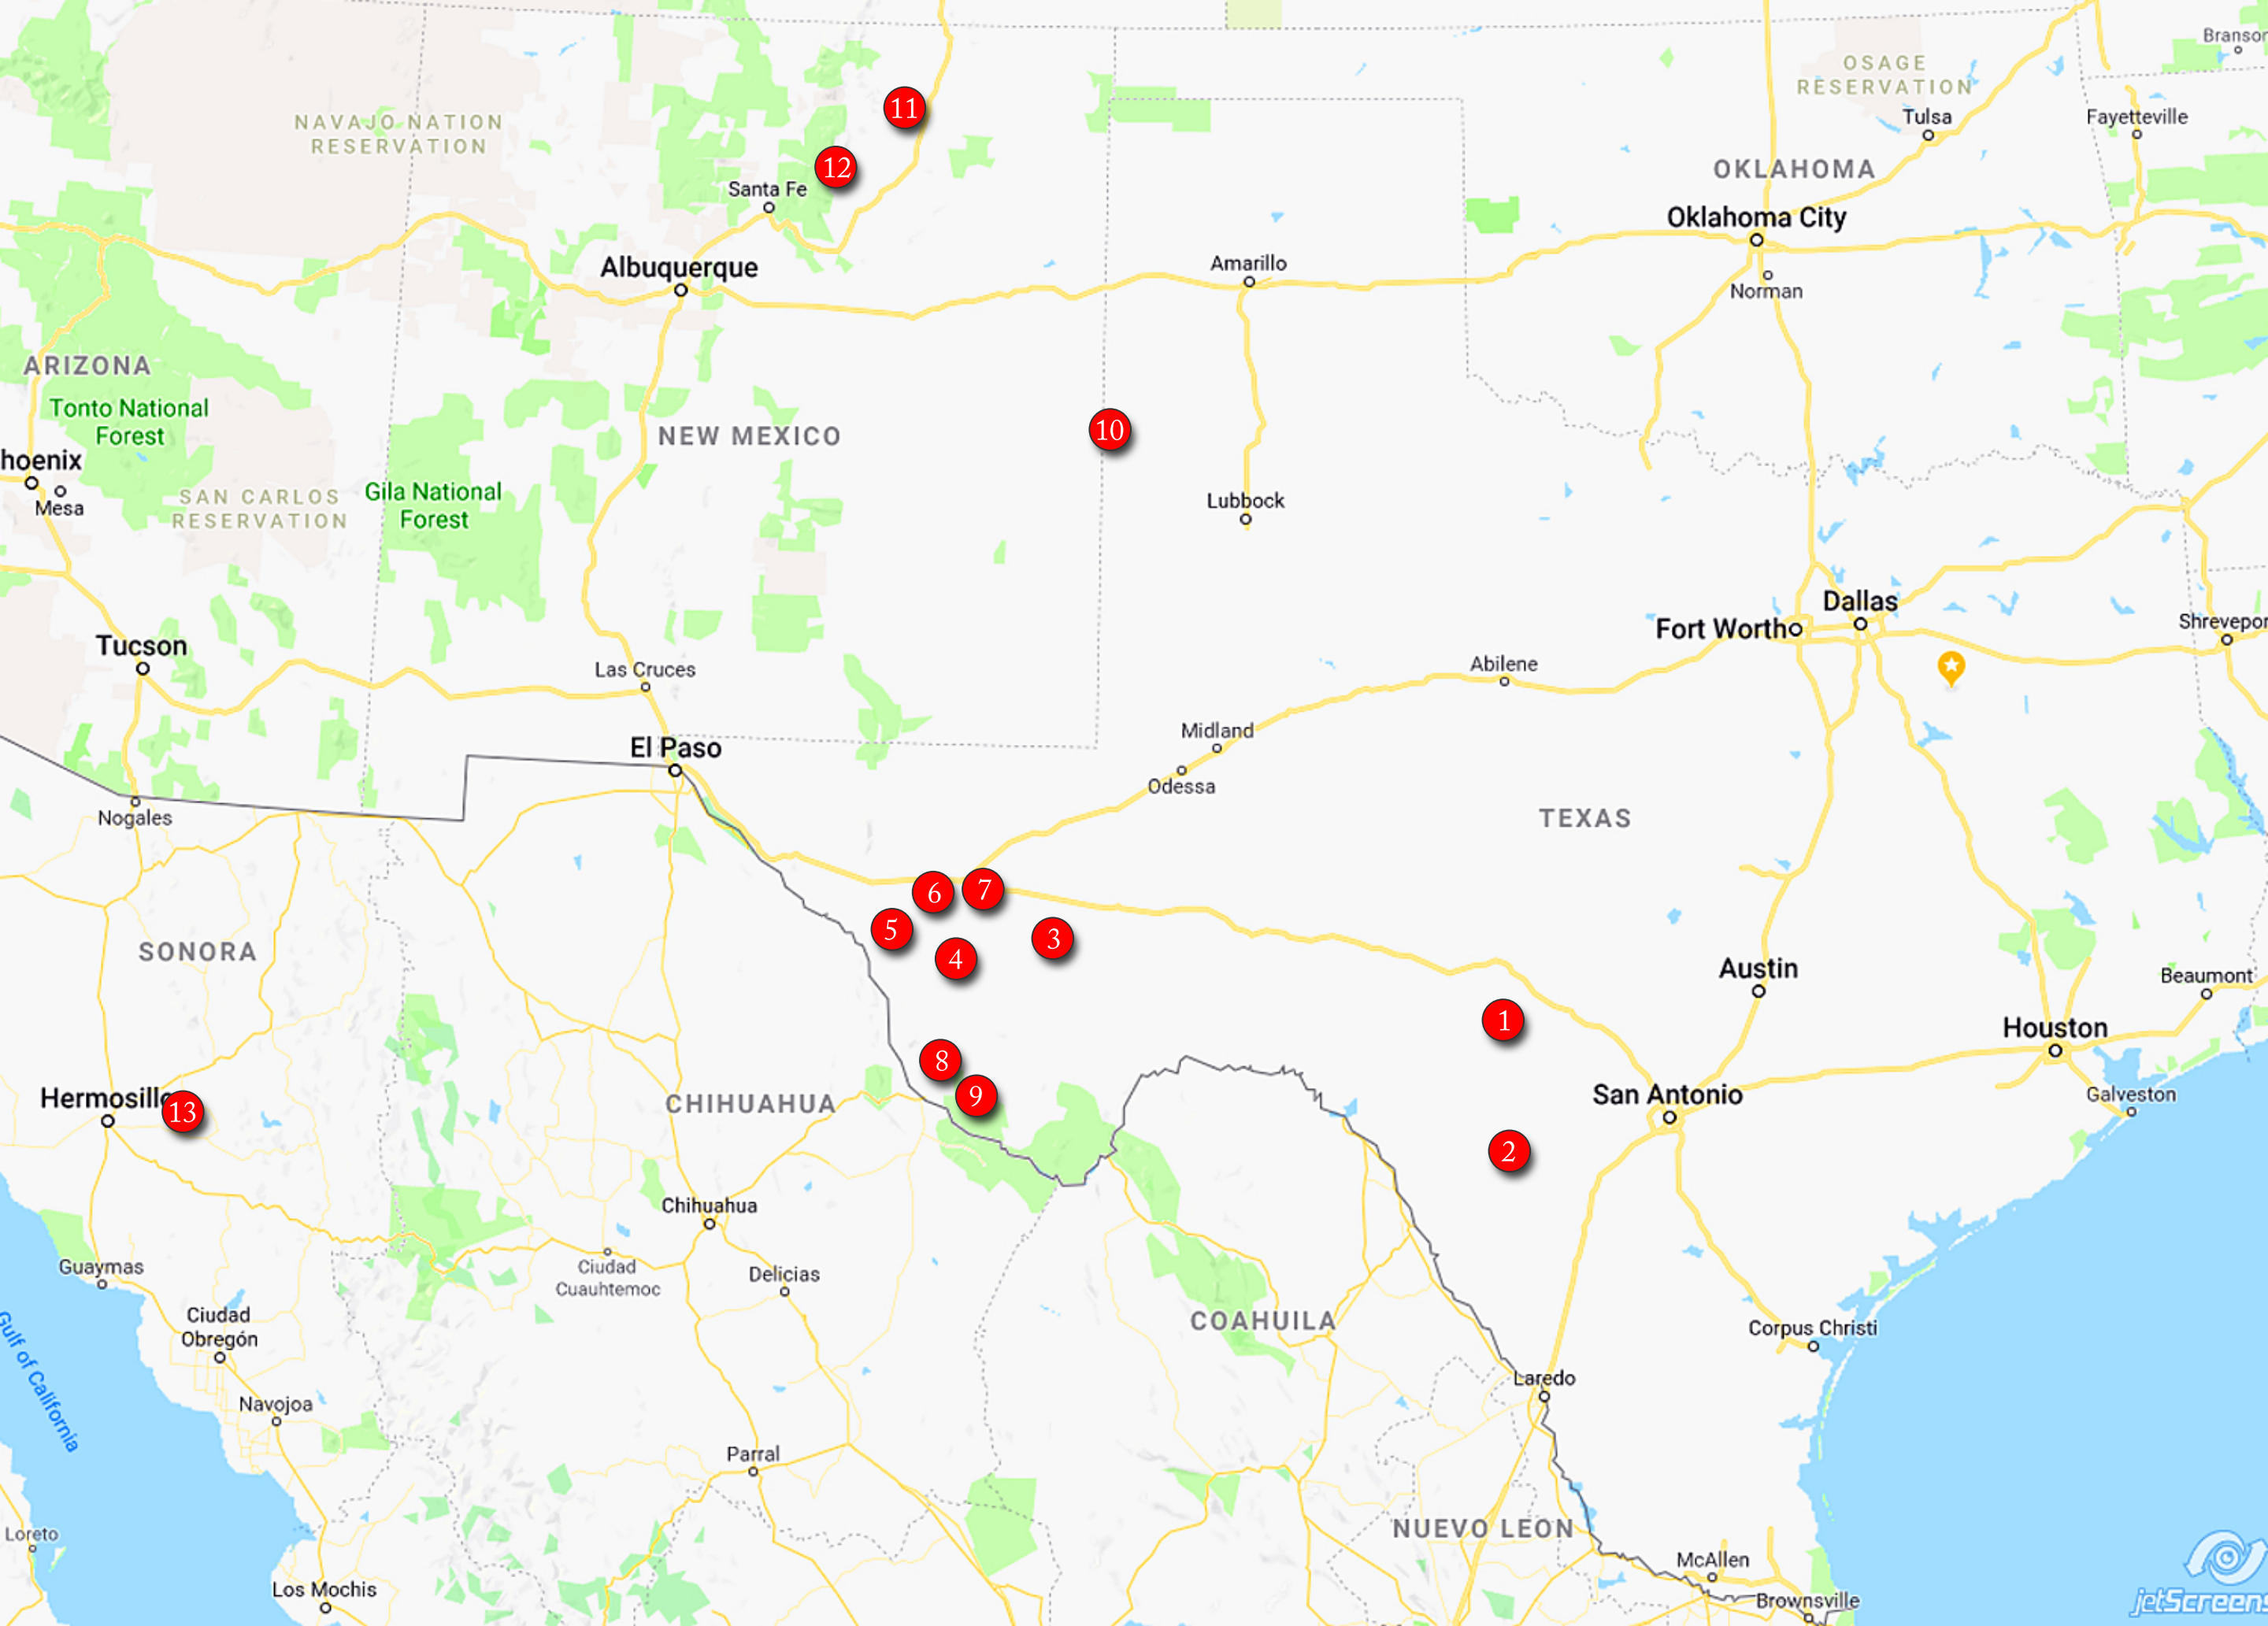 Branson
OSAGE
RESERVATION
NAVAJO NATION
RESERVATION
11
Tulsa
Fayetteville
12
OKLAHOMA
Santa Fe
Oklahoma City
Albuquerque
Amarillo
Norman
ARIZONA
Tonto National
Forest
NEW MEXICO
10
hoenix
Mesa
SAN CARLOS
RESERVATION
Gila National
Forest
Lubbock
Dallas
Fort Worth
Shrevepor
Tucson
Las Cruces
Abilene
Midland
El Paso
Odessa
Nogales
TEXAS
6
7
5
3
4
SONORA
Austin
Beaumont
1
Houston
8
9
Hermosillo
13
CHIHUAHUA
San Antonio
Galveston
2
Chihuahua
Guaymas
Ciudad
Cuauhtemoc
Delicias
Ciudad
Obregón
COAHUILA
Corpus Christi
Gulf of California
Laredo
Navojoa
Parral
Loreto
NUEVO LEON
McAllen
Los Mochis
Brownsville
jetScreens